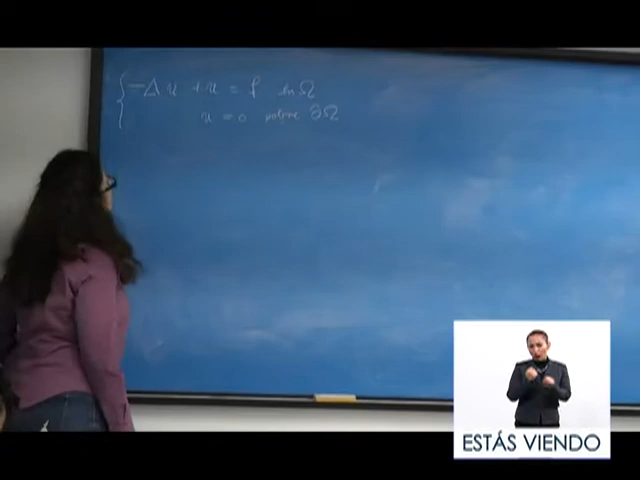 -Δu + u = f en Ω
u = 0 sobre ∂Ω
ESTÁS VIENDO